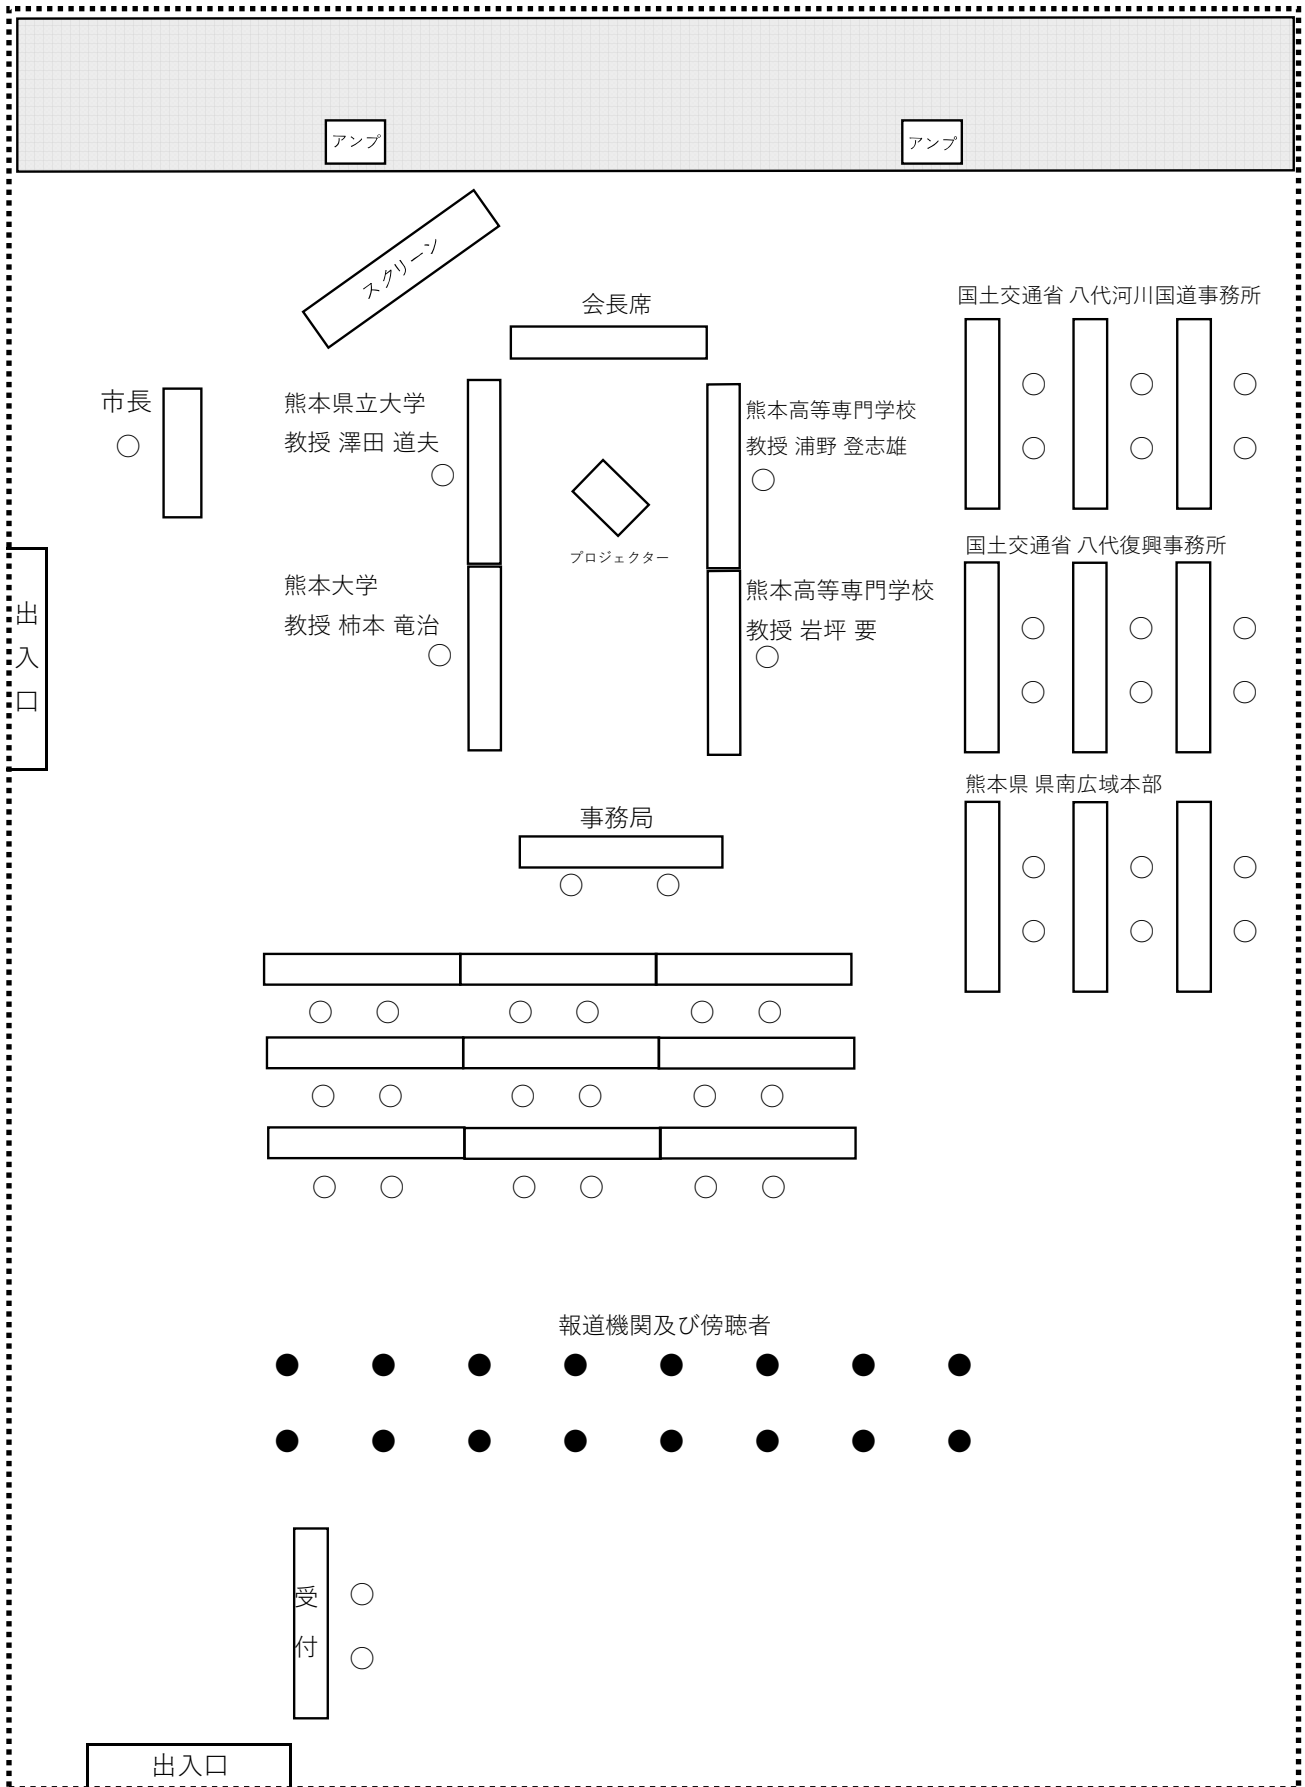 アンプ
アンプ
スクリーン
会長席
国土交通省 八代河川国道事務所
市長
熊本県立大学
教授 澤田 道夫
熊本高等専門学校
教授 浦野 登志雄
プロジェクター
国土交通省 八代復興事務所
熊本大学
教授 柿本 竜治
熊本高等専門学校
教授 岩坪 要
出入口
熊本県 県南広域本部
事務局
報道機関及び傍聴者
受付
出入口